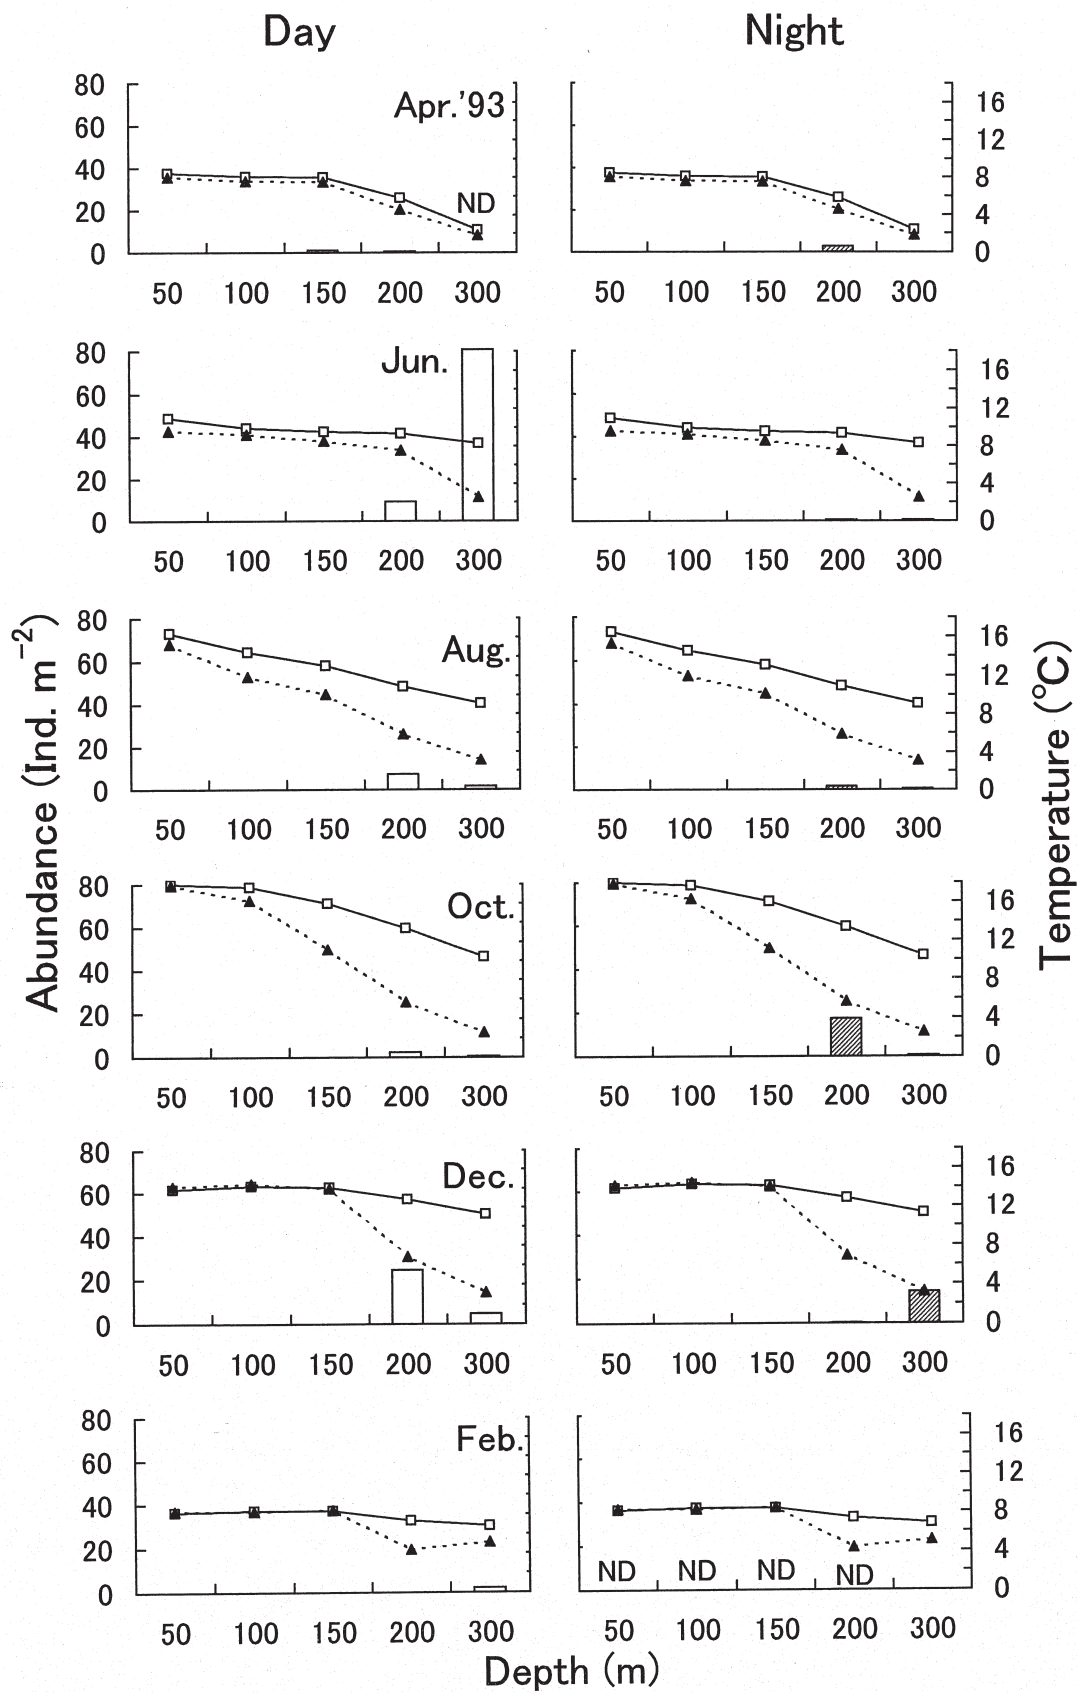 Day Night
80 Apr.'93 16
60 12
40 8
20 ND 4
0 0
50 100 150 200 300 50 100 150 200 300
80 Jun. 16
60 12
40 8
20 4
0 0
50 100 150 200 300 50 100 150 200 300
80 Aug. 16
60 12
40 8
20 4
0 0
50 100 150 200 300 50 100 150 200 300
80 Oct. 16
60 12
40 8
20 4
0 0
50 100 150 200 300 50 100 150 200 300
80 Dec. 16
60 12
40 8
20 4
0 0
50 100 150 200 300 50 100 150 200 300
80 Feb. 16
60 12
40 8
20 ND ND ND ND 4
0 0
50 100 150 200 300 50 100 150 200 300
Depth (m)
Abundance (Ind. m⁻²)
Temperature (°C)